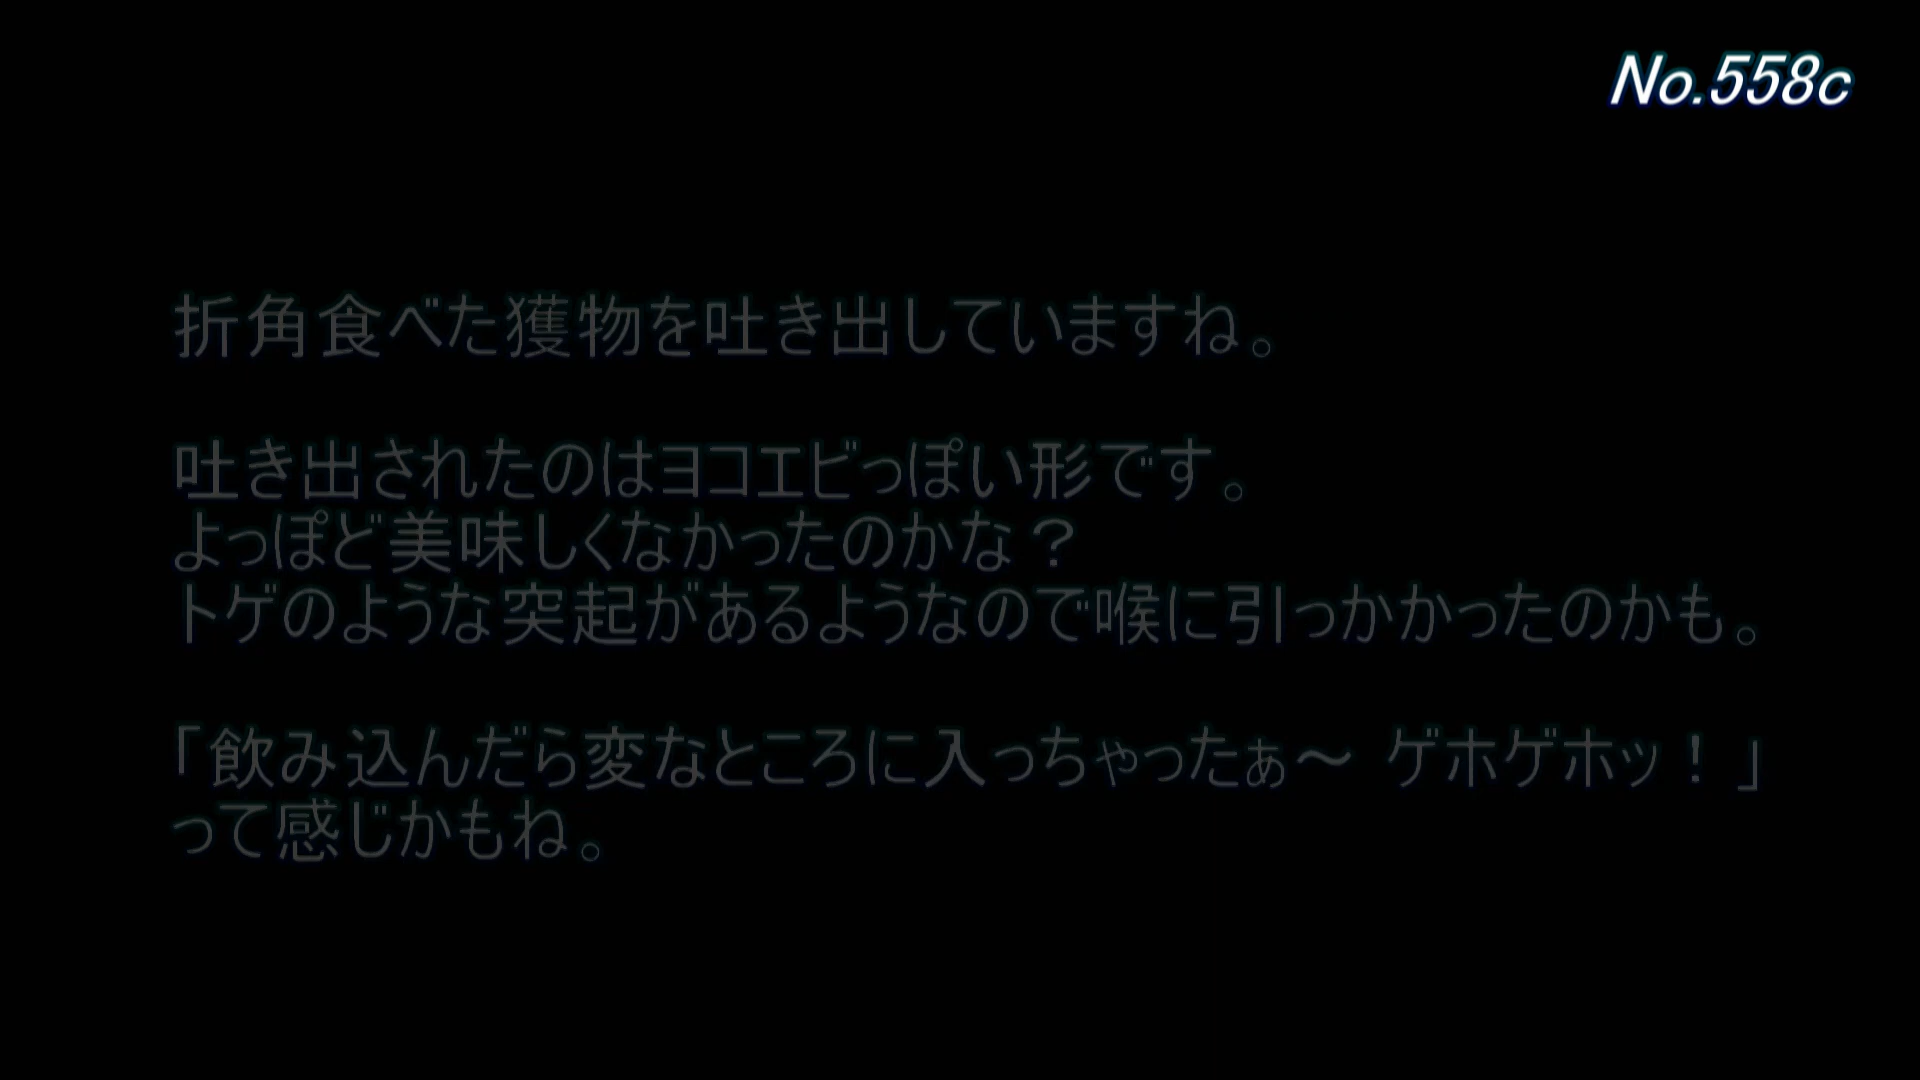 No.558c
折角食べた獲物を吐き出していますね。
吐き出されたのはヨコエビっぽい形です。
よっぽど美味しくなかったのかな？
トゲのような突起があるようなので喉に引っかかったのかも。
「飲み込んだら変なところに入っちゃったぁ～ ゲホゲホッ！」
って感じかもね。